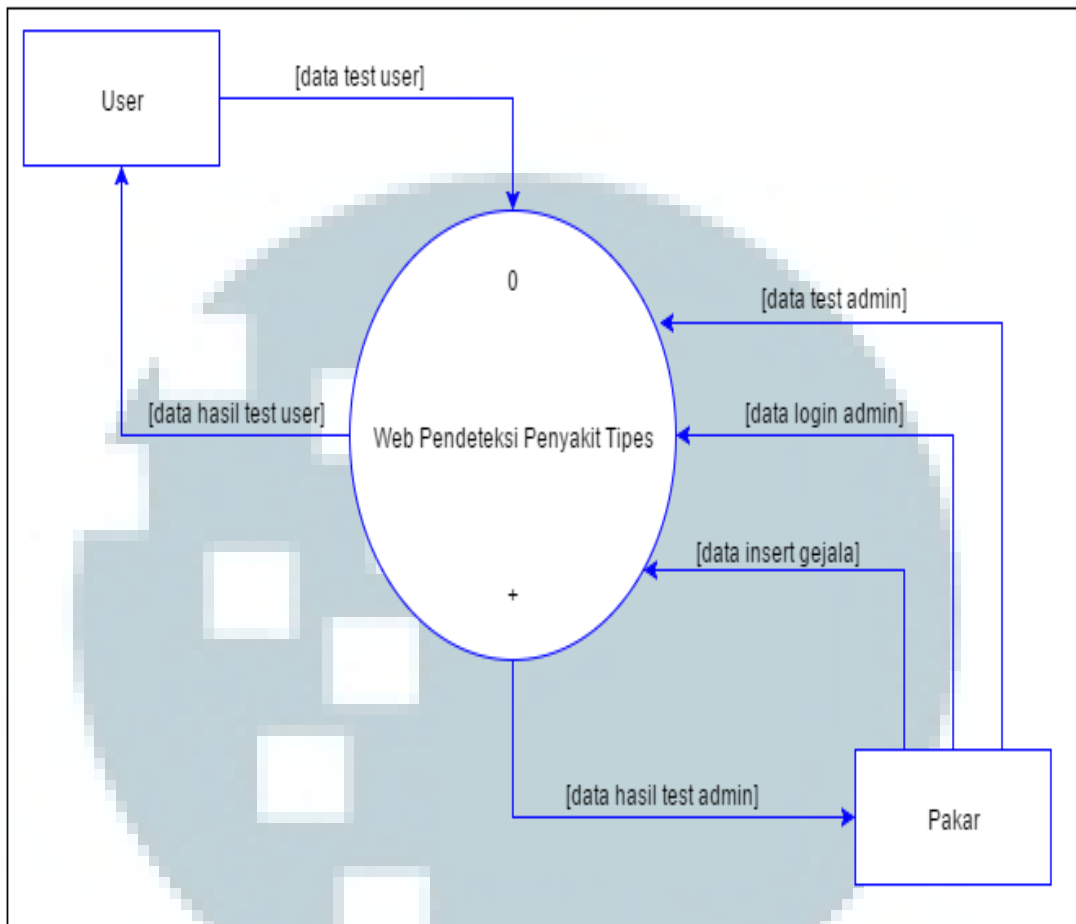 User
[data test user]
0
[data test admin]
[data hasil test user]
Web Pendeteksi Penyakit Tipes
[data login admin]
[data insert gejala]
+
[data hasil test admin]
Pakar